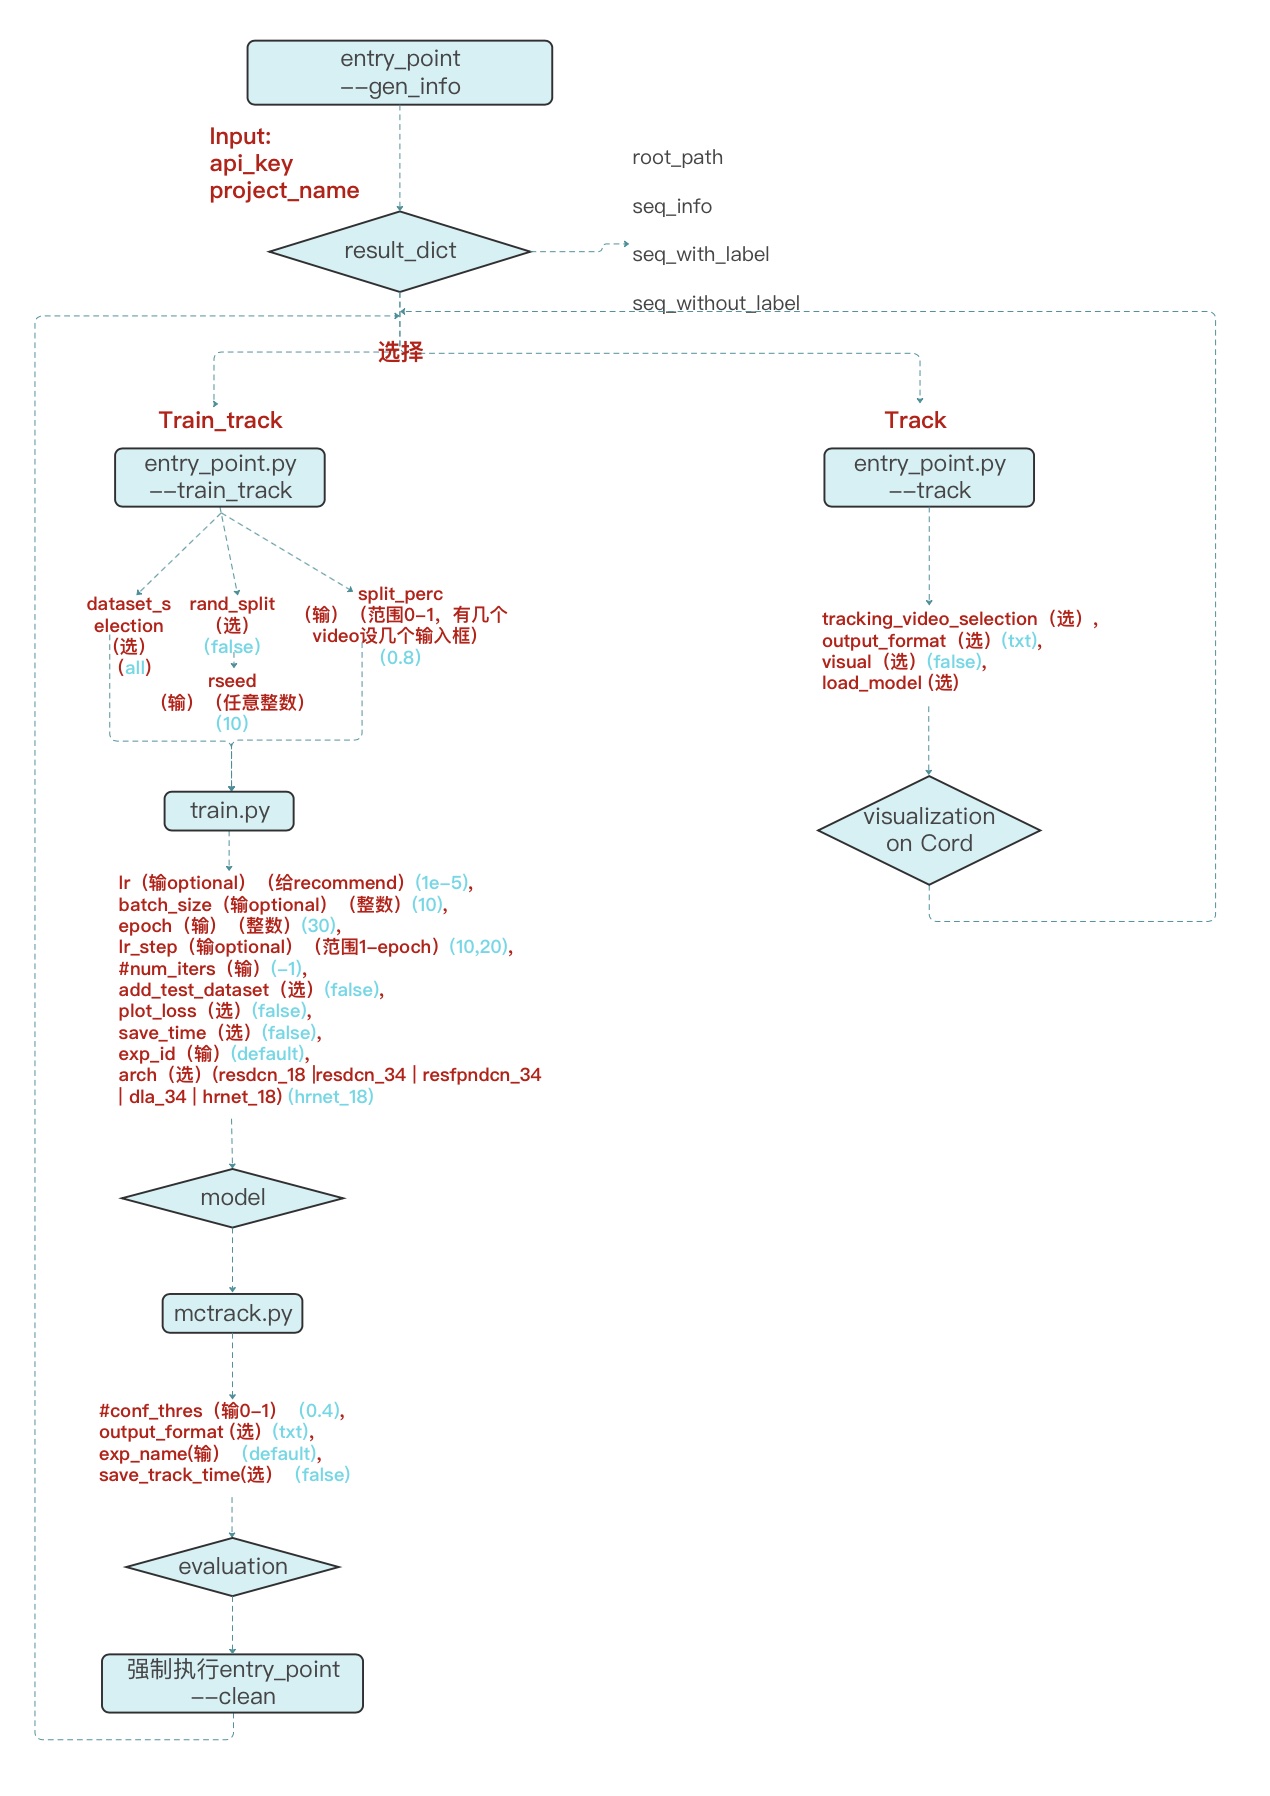 entry_point
--gen_info
Input:
api_key
project_name
root_path
seq_info
result_dict
seq_with_label
seq_without_label
选择
Train_track
entry_point.py
--train_track
dataset_s
election
(选)
(all)
rand_split
(选)
(false)
rseed
（输）（任意整数）
(10)
split_perc
（输）（范围0-1，有几个
video设几个输入框）
(0.8)
train.py
lr（输optional）（给recommend）(1e-5),
batch_size（输optional）（整数）(10),
epoch（输）（整数）(30),
lr_step（输optional）（范围1-epoch）(10,20),
#num_iters（输）(-1),
add_test_dataset（选）(false),
plot_loss（选）(false),
save_time（选）(false),
exp_id（输）(default),
arch（选）(resdcn_18 |resdcn_34 | resfpndcn_34
| dla_34 | hrnet_18) (hrnet_18)
model
mctrack.py
#conf_thres（输0-1） (0.4),
output_format (选）(txt),
exp_name(输） (default),
save_track_time(选） (false)
evaluation
强制执行entry_point
--clean
Track
entry_point.py
--track
tracking_video_selection（选）,
output_format（选）(txt),
visual（选）(false),
load_model (选)
visualization
on Cord